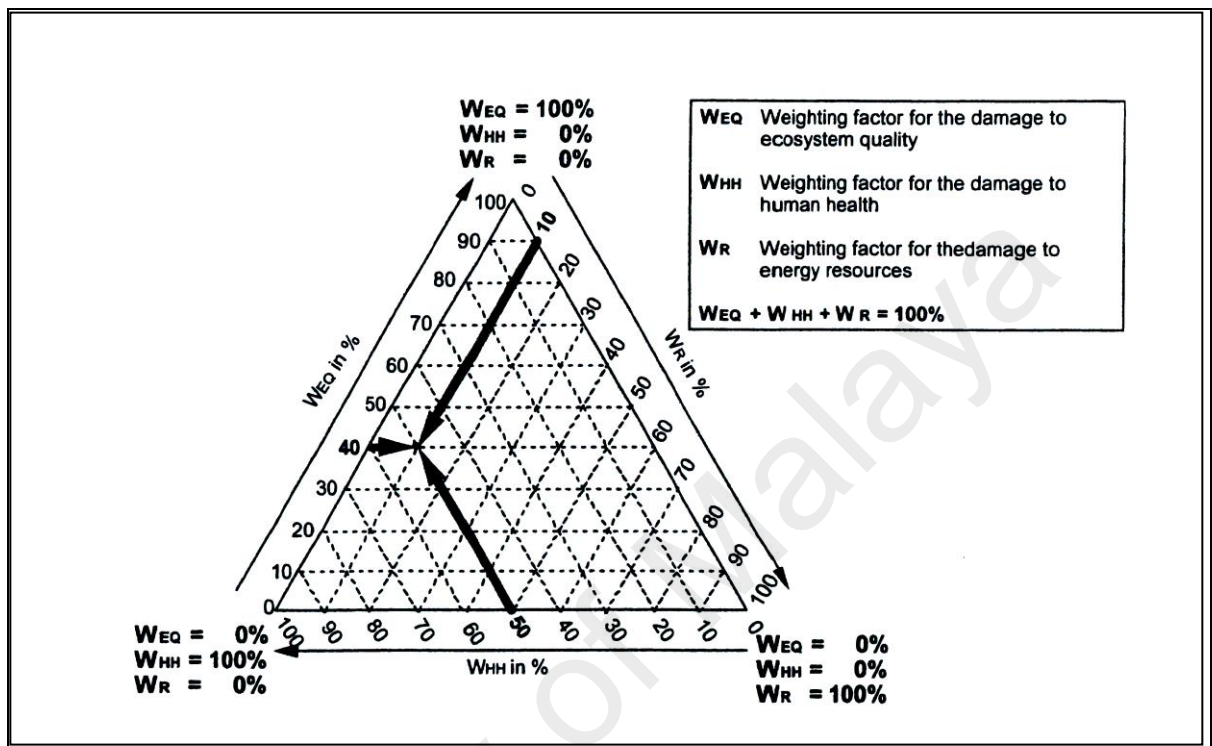 WEQ = 100%
WHH = 0%
WR = 0%
WEQ Weighting factor for the damage to
ecosystem quality
WHH Weighting factor for the damage to
human health
WR Weighting factor for thedamage to
energy resources
WEQ + W HH + W R = 100%
WEQ in %
100
90
80
70
60
50
40
30
20
10
0
WR in %
0
10
20
30
40
50
60
70
80
90
100
100
90
80
70
60
50
40
30
20
10
0
WHH in %
WEQ = 0%
WHH = 100%
WR = 0%
WEQ = 0%
WHH = 0%
WR = 100%
of Malaya